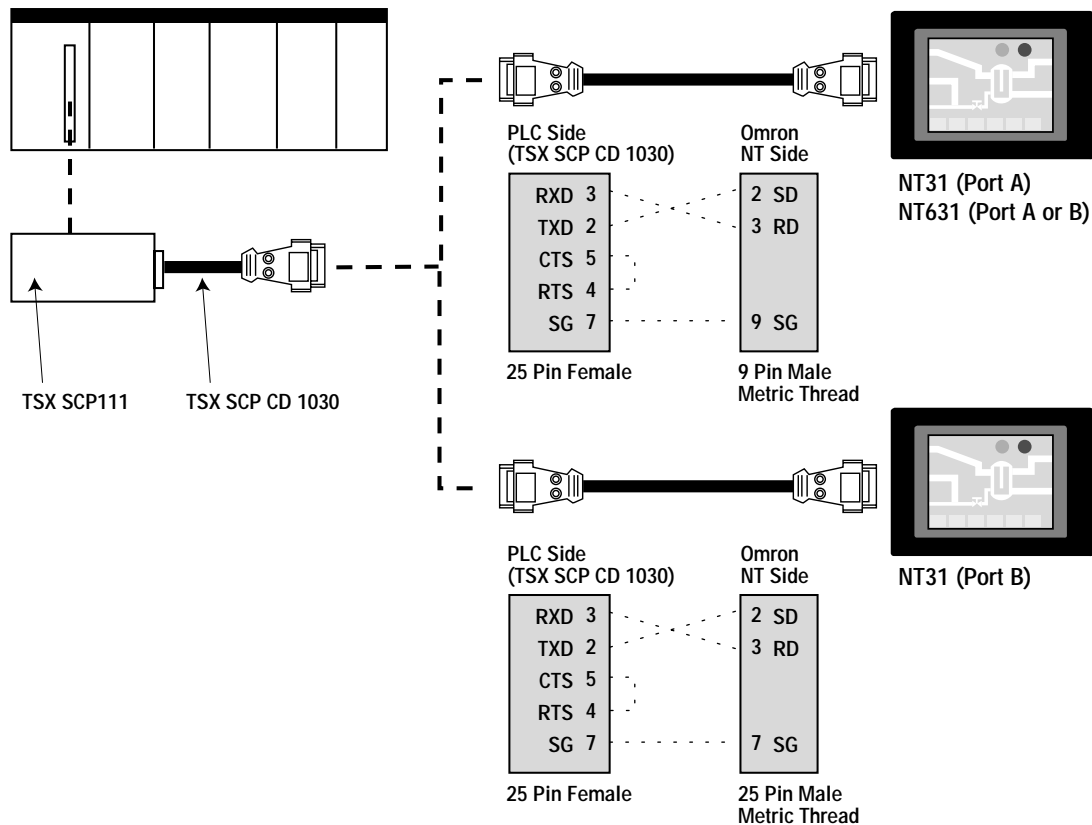 PLC Side
(TSX SCP CD 1030)
Omron
NT Side
RXD 3
TXD 2
CTS 5
RTS 4
SG 7
2 SD
3 RD
9 SG
25 Pin Female
9 Pin Male
Metric Thread
NT31 (Port A)
NT631 (Port A or B)
TSX SCP111
TSX SCP CD 1030
PLC Side
(TSX SCP CD 1030)
Omron
NT Side
RXD 3
TXD 2
CTS 5
RTS 4
SG 7
2 SD
3 RD
7 SG
25 Pin Female
25 Pin Male
Metric Thread
NT31 (Port B)